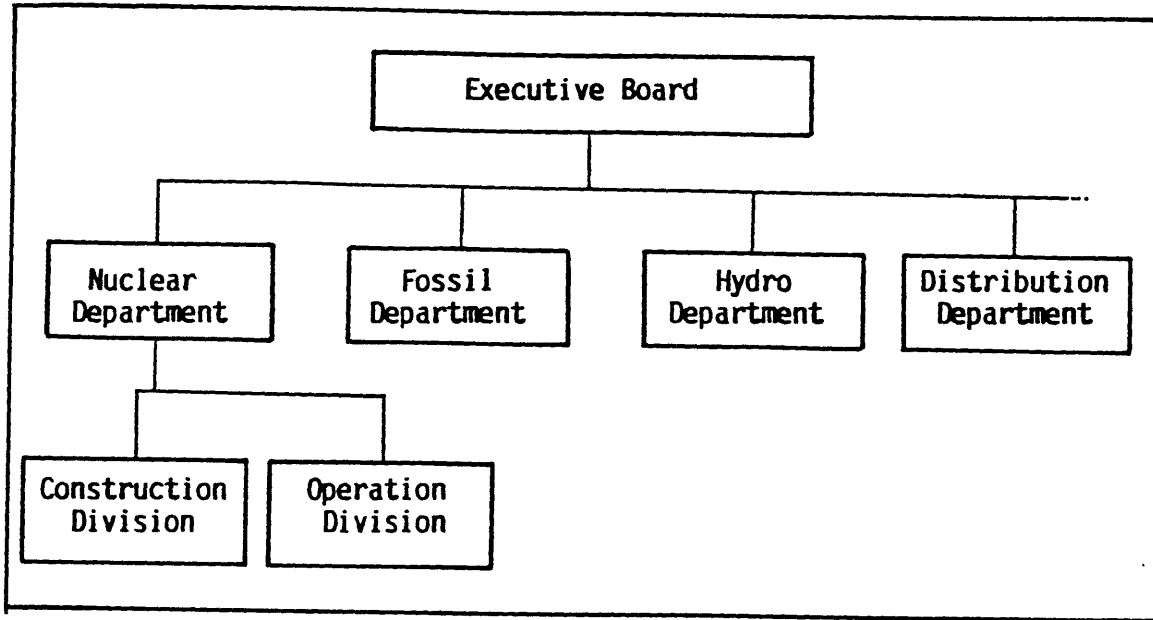 Executive Board
Nuclear
Department
Fossil
Department
Hydro
Department
Distribution
Department
Construction
Division
Operation
Division